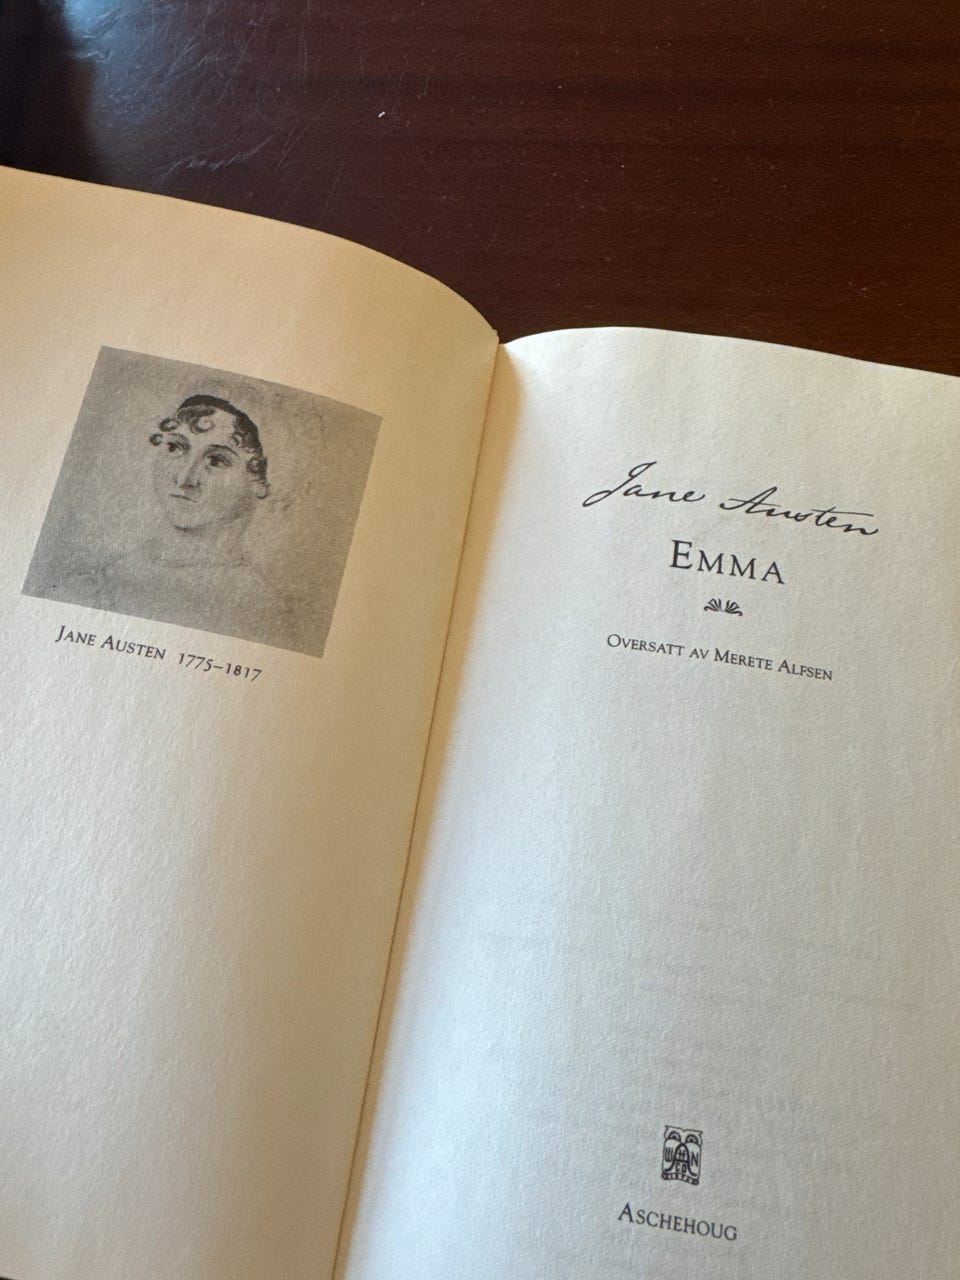 JANE AUSTEN 1775–1817
Jane Austen
EMMA
OVERSATT AV MERETE ALFSEN
ASCHEHOUG